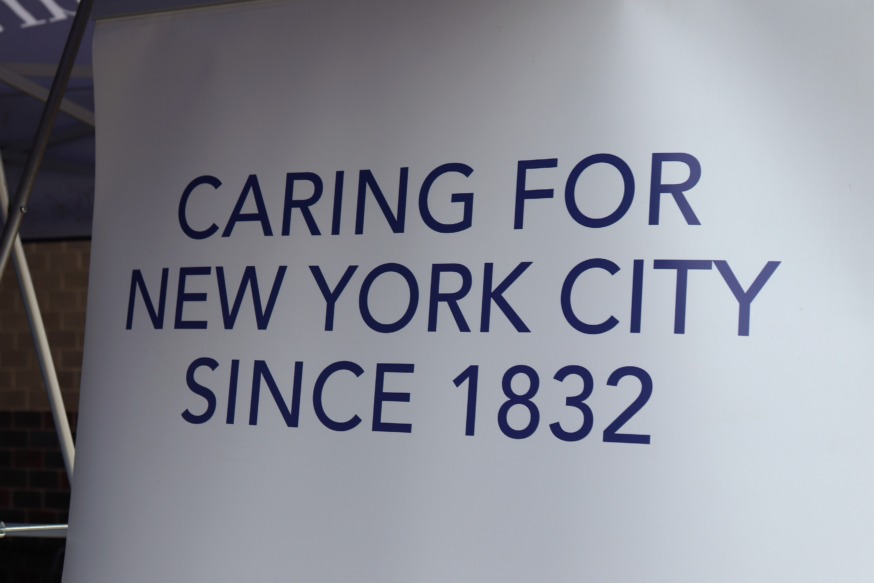 CARING FOR
NEW YORK CITY
SINCE 1832